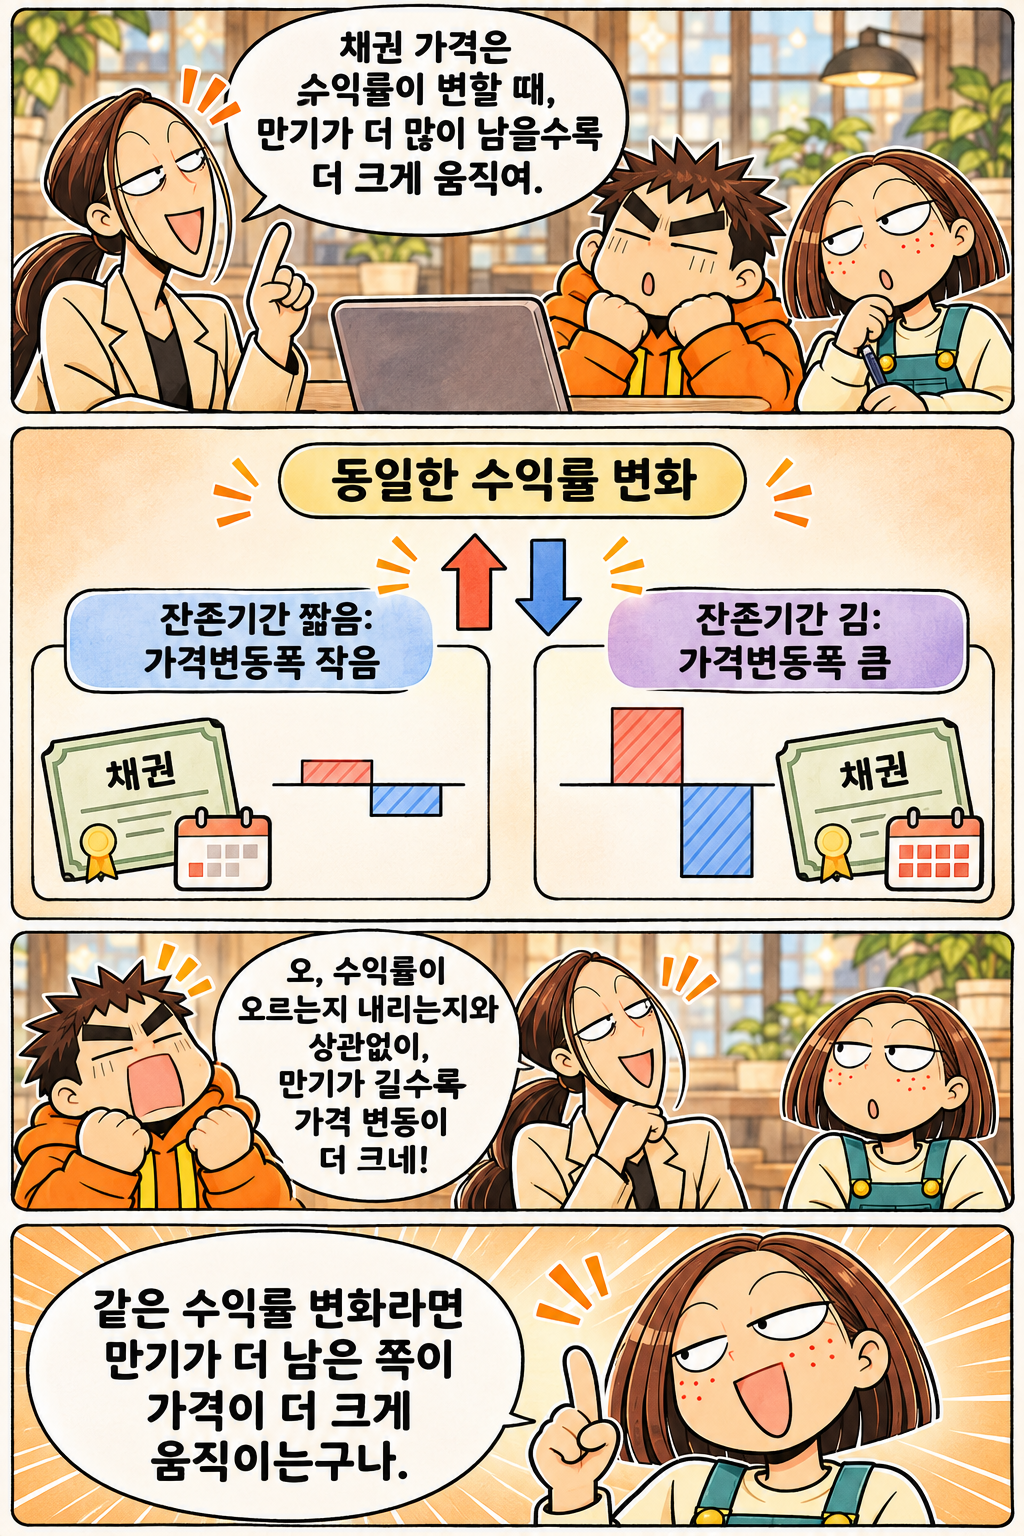 채권 가격은
수익률이 변할 때,
만기가 더 많이 남을수록
더 크게 움직여.
동일한 수익률 변화
잔존기간 짧음:
가격변동폭 작음
잔존기간 김:
가격변동폭 큼
채권
채권
오, 수익률이
오르는지 내리는지와
상관없이,
만기가 길수록
가격 변동이
더 크네!
같은 수익률 변화라면
만기가 더 남은 쪽이
가격이 더 크게
움직이는구나.